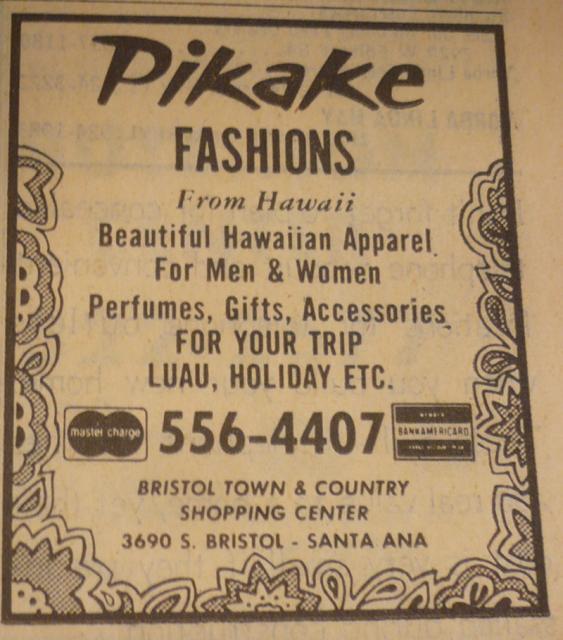 Pikake
FASHIONS
From Hawaii
Beautiful Hawaiian Apparel
For Men & Women
Perfumes, Gifts, Accessories
FOR YOUR TRIP
LUAU, HOLIDAY ETC.
master charge 556-4407 BANKAMERICARD
BRISTOL TOWN & COUNTRY
SHOPPING CENTER
3690 S. BRISTOL - SANTA ANA